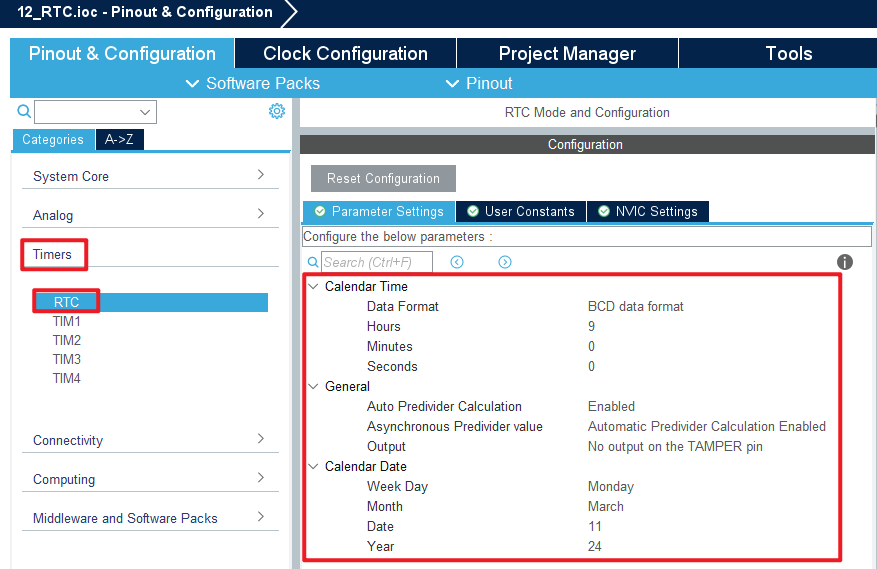 12_RTC.ioc - Pinout & Configuration
Pinout & Configuration
Clock Configuration
Project Manager
Tools
Software Packs
Pinout
Categories
A->Z
System Core
Analog
Timers
RTC
TIM1
TIM2
TIM3
TIM4
Connectivity
Computing
Middleware and Software Packs
RTC Mode and Configuration
Configuration
Reset Configuration
Parameter Settings
User Constants
NVIC Settings
Configure the below parameters :
Search (Ctrl+F)
Calendar Time
Data Format BCD data format
Hours 9
Minutes 0
Seconds 0
General
Auto Predivider Calculation Enabled
Asynchronous Predivider value Automatic Predivider Calculation Enabled
Output No output on the TAMPER pin
Calendar Date
Week Day Monday
Month March
Date 11
Year 24